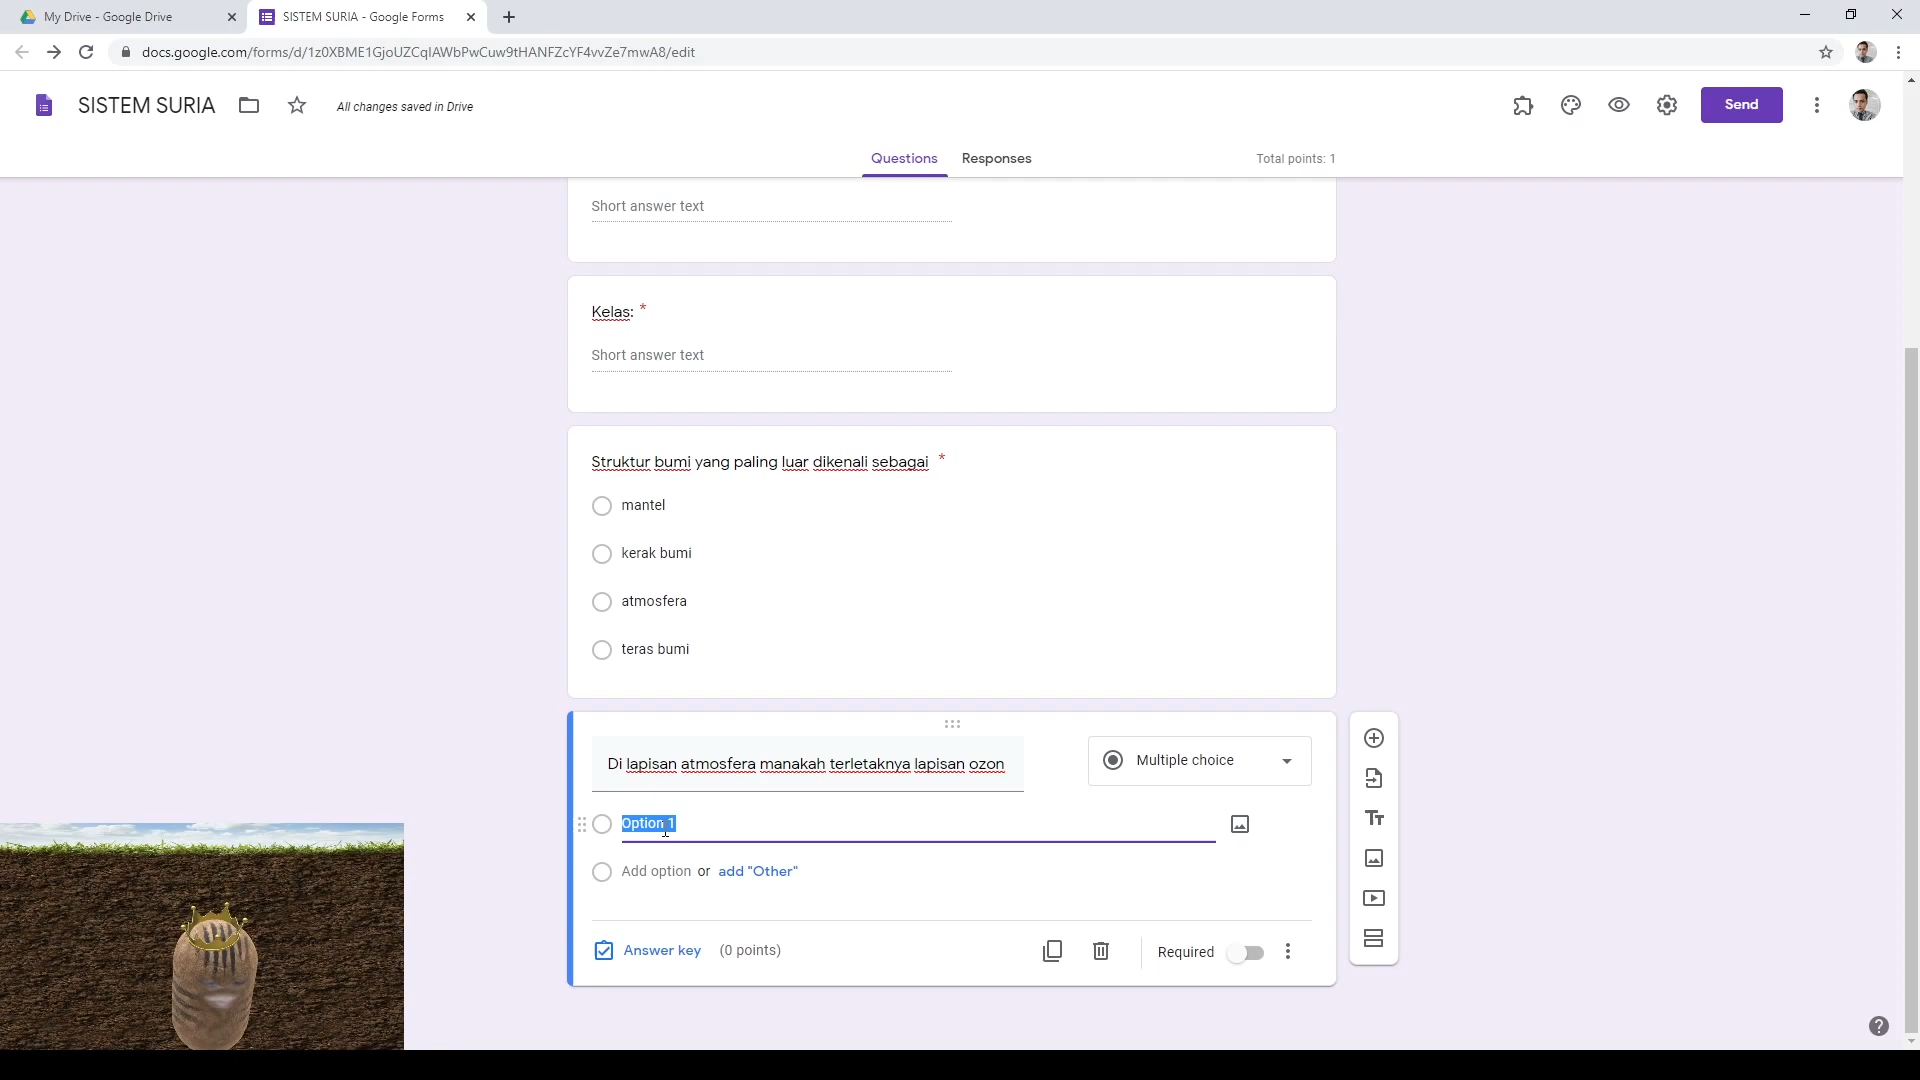 My Drive - Google Drive
SISTEM SURIA - Google Forms
docs.google.com/forms/d/1z0XBME1GjoUZCqIAWbPwCuw9tHANFZcYF4vvZe7mwA8/edit
SISTEM SURIA
All changes saved in Drive
Send
Questions
Responses
Total points: 1
Short answer text
Kelas: *
Short answer text
Struktur bumi yang paling luar dikenali sebagai *
mantel
kerak bumi
atmosfera
teras bumi
Di lapisan atmosfera manakah terletaknya lapisan ozon
Multiple choice
Option 1
Add option or add "Other"
Answer key (0 points)
Required